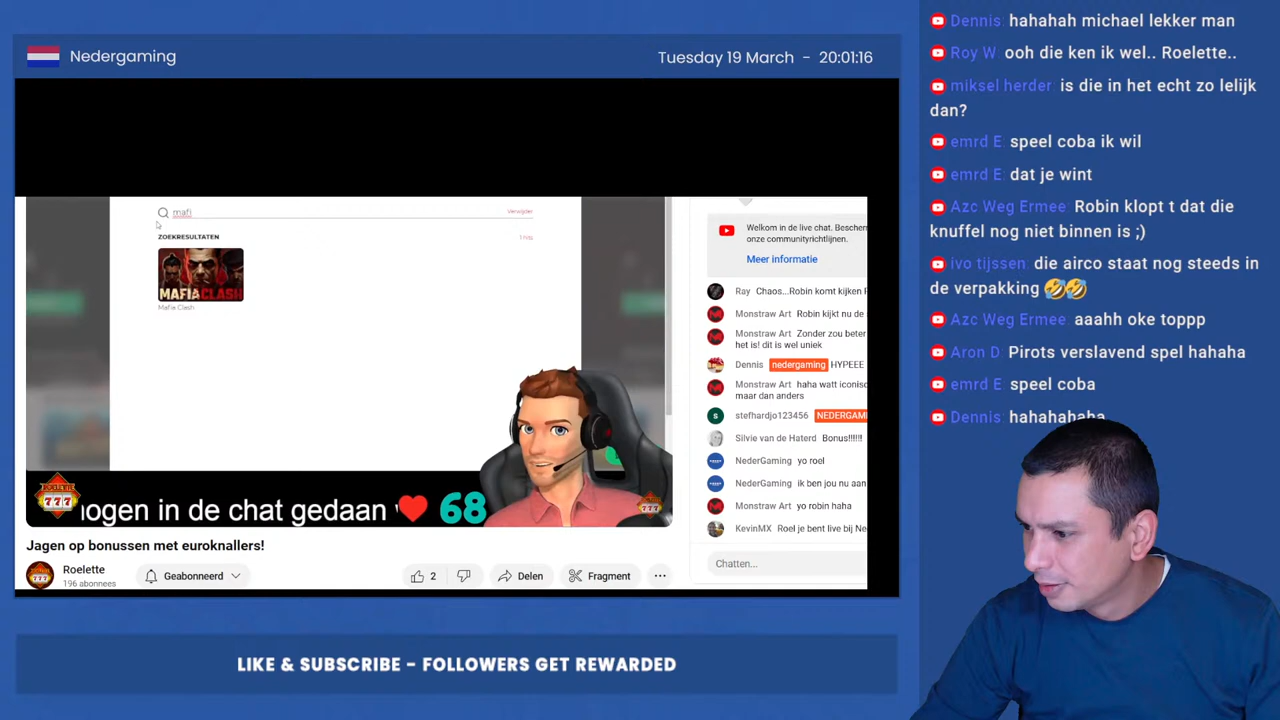 Nedergaming
Tuesday 19 March - 20:01:16
mafi
Verwijder
ZOEKRESULTATEN
1 hits
MAFIA CLASH
Mafia Clash
777
ogen in de chat gedaan
68
Jagen op bonussen met euroknallers!
Roelette
196 abonnees
Geabonneerd
2
Delen
Fragment
Welkom in de live chat. Bescherm
onze communityrichtlijnen.
Meer informatie
Ray Chaos...Robin komt kijken
Monstraw Art Robin kijkt nu de
Monstraw Art Zonder zou beter
het is! dit is wel uniek
Dennis nedergaming HYPEEE
Monstraw Art haha watt iconisc
maar dan anders
stefhardjo123456 NEDERGAM
Silvie van de Haterd Bonus!!!!!!
NederGaming yo roel
NederGaming ik ben jou nu aan
Monstraw Art yo robin haha
KevinMX Roel je bent live bij Ne
Chatten...
LIKE & SUBSCRIBE - FOLLOWERS GET REWARDED
Dennis: hahahah michael lekker man
Roy W: ooh die ken ik wel.. Roelette..
miksel herder: is die in het echt zo lelijk
dan?
emrd E: speel coba ik wil
emrd E: dat je wint
Azc Weg Ermee: Robin klopt t dat die
knuffel nog niet binnen is ;)
ivo tijssen: die airco staat nog steeds in
de verpakking 🤣🤣
Azc Weg Ermee: aaahh oke toppp
Aron D: Pirots verslavend spel hahaha
emrd E: speel coba
Dennis: hahahahaha